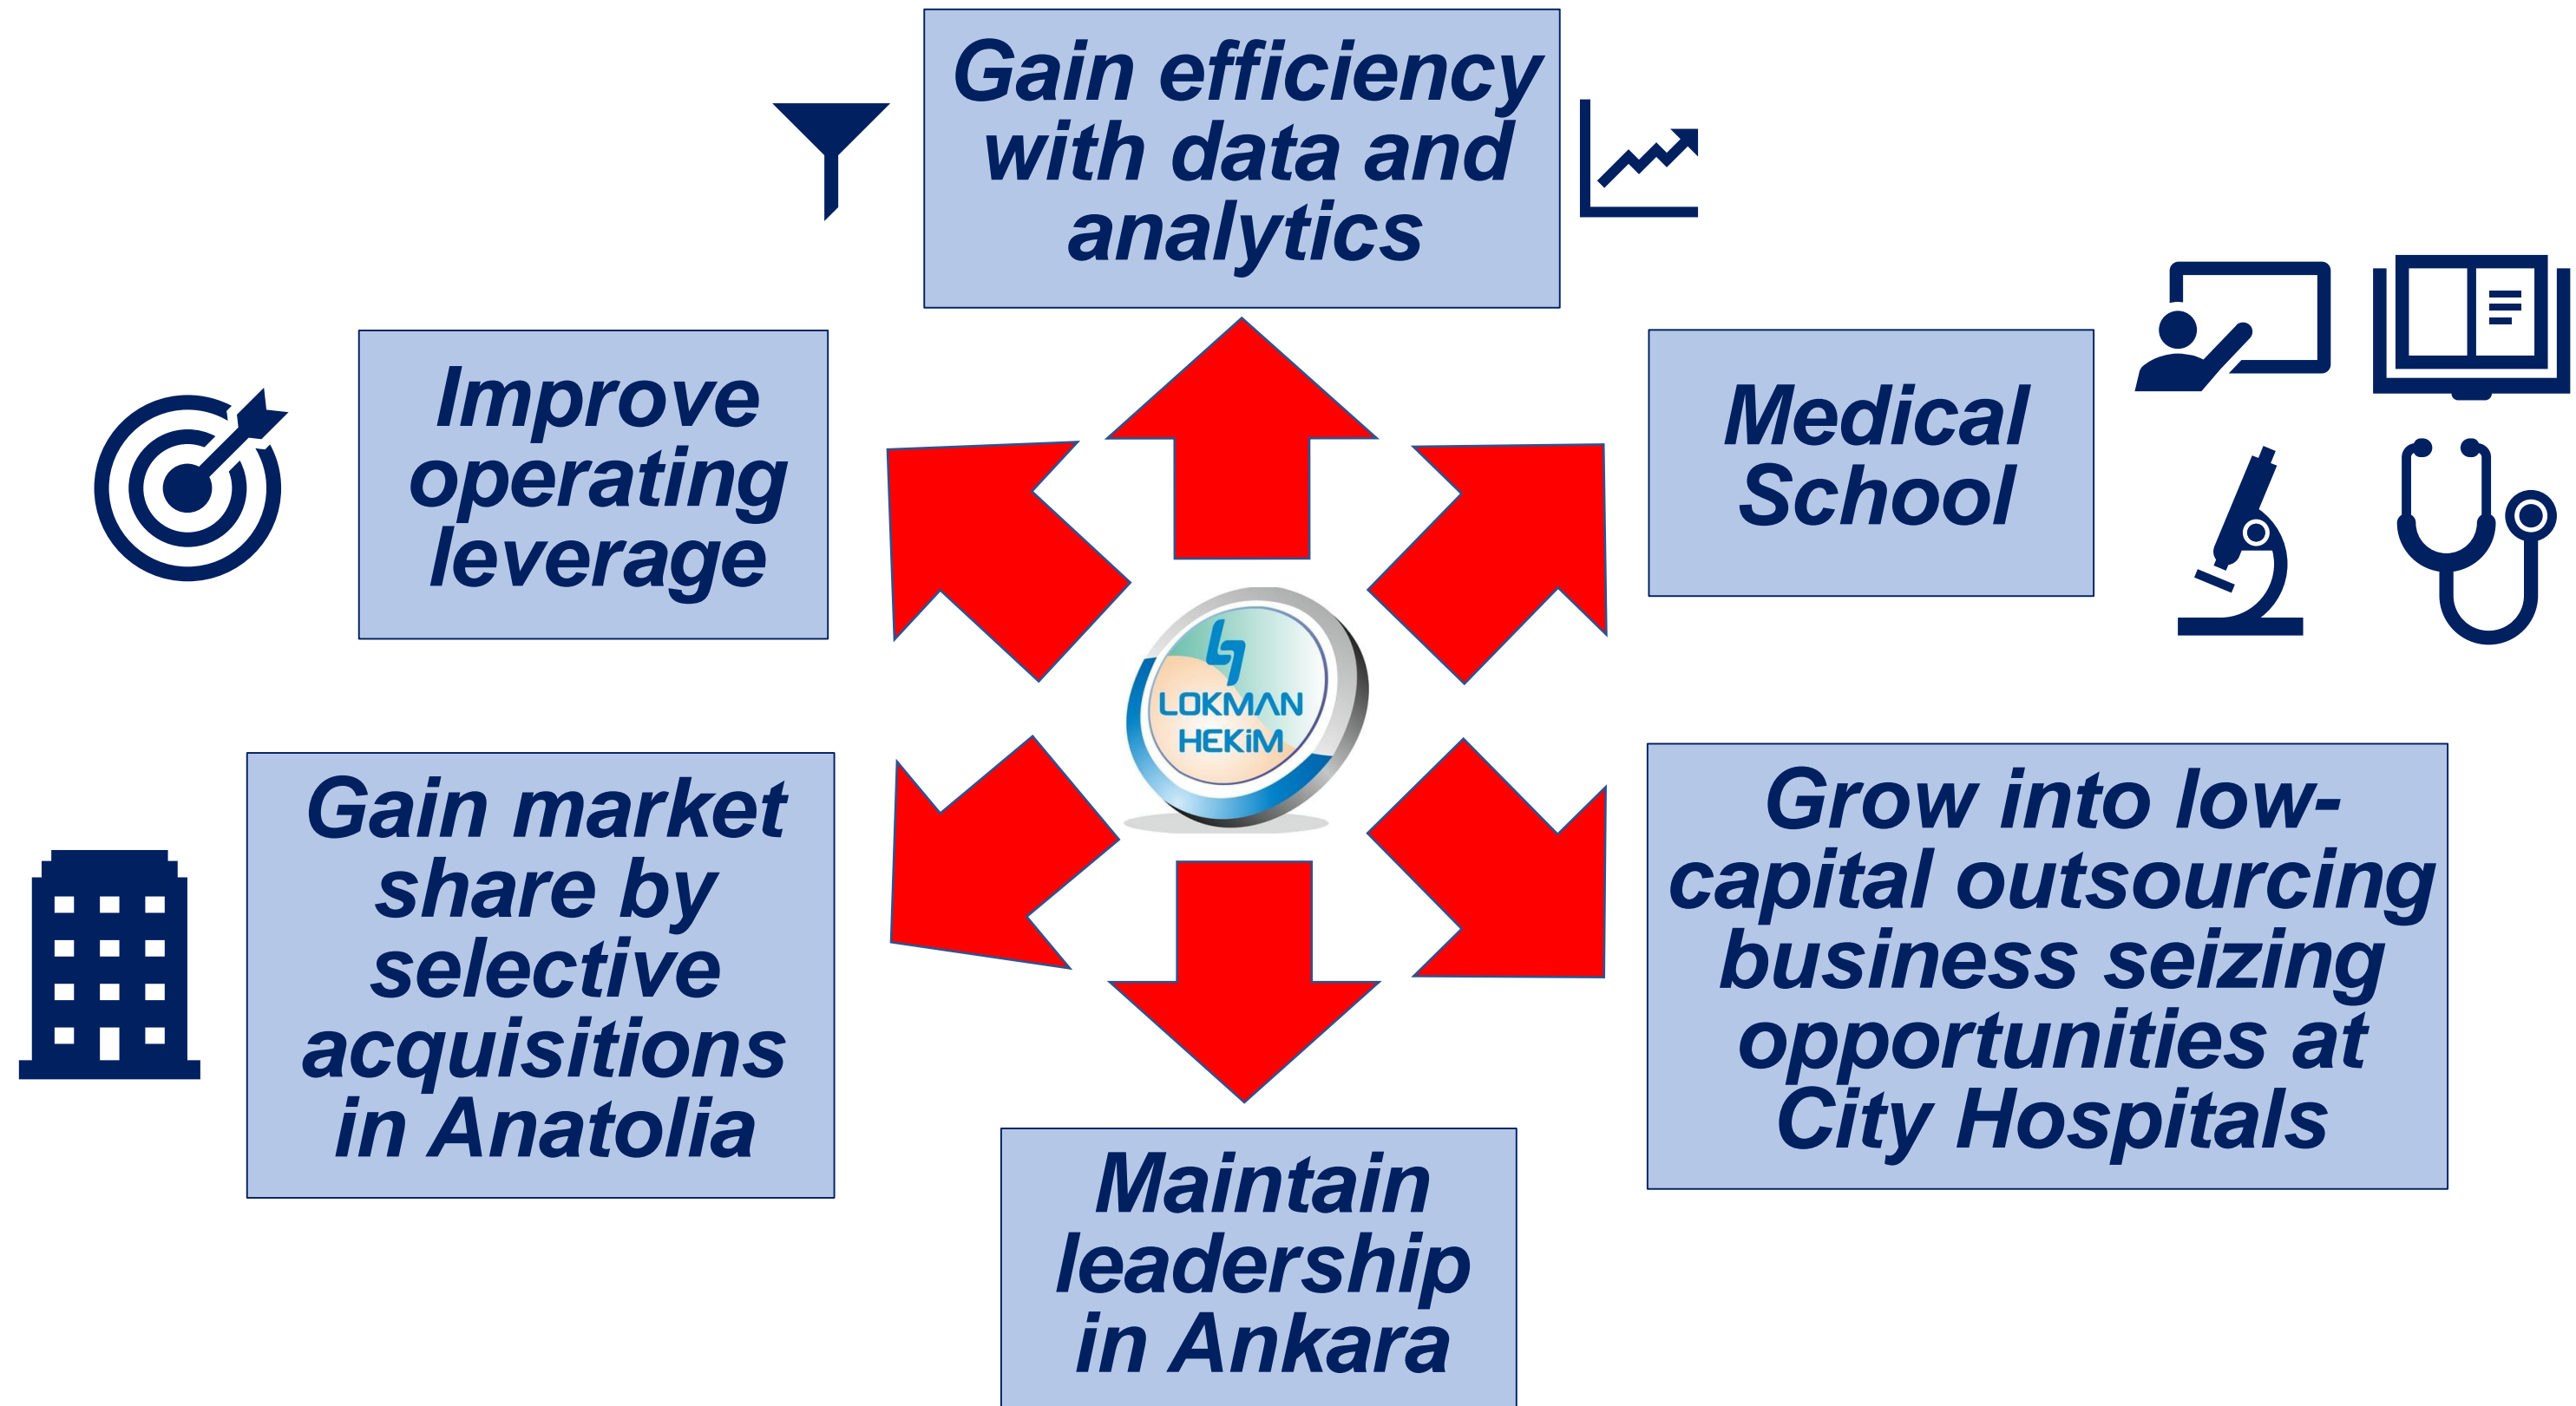 Gain efficiency
with data and
analytics
Improve
operating
leverage
Medical
School
LOKMAN
HEKiM
Gain market
share by
selective
acquisitions
in Anatolia
Grow into low-
capital outsourcing
business seizing
opportunities at
City Hospitals
Maintain
leadership
in Ankara